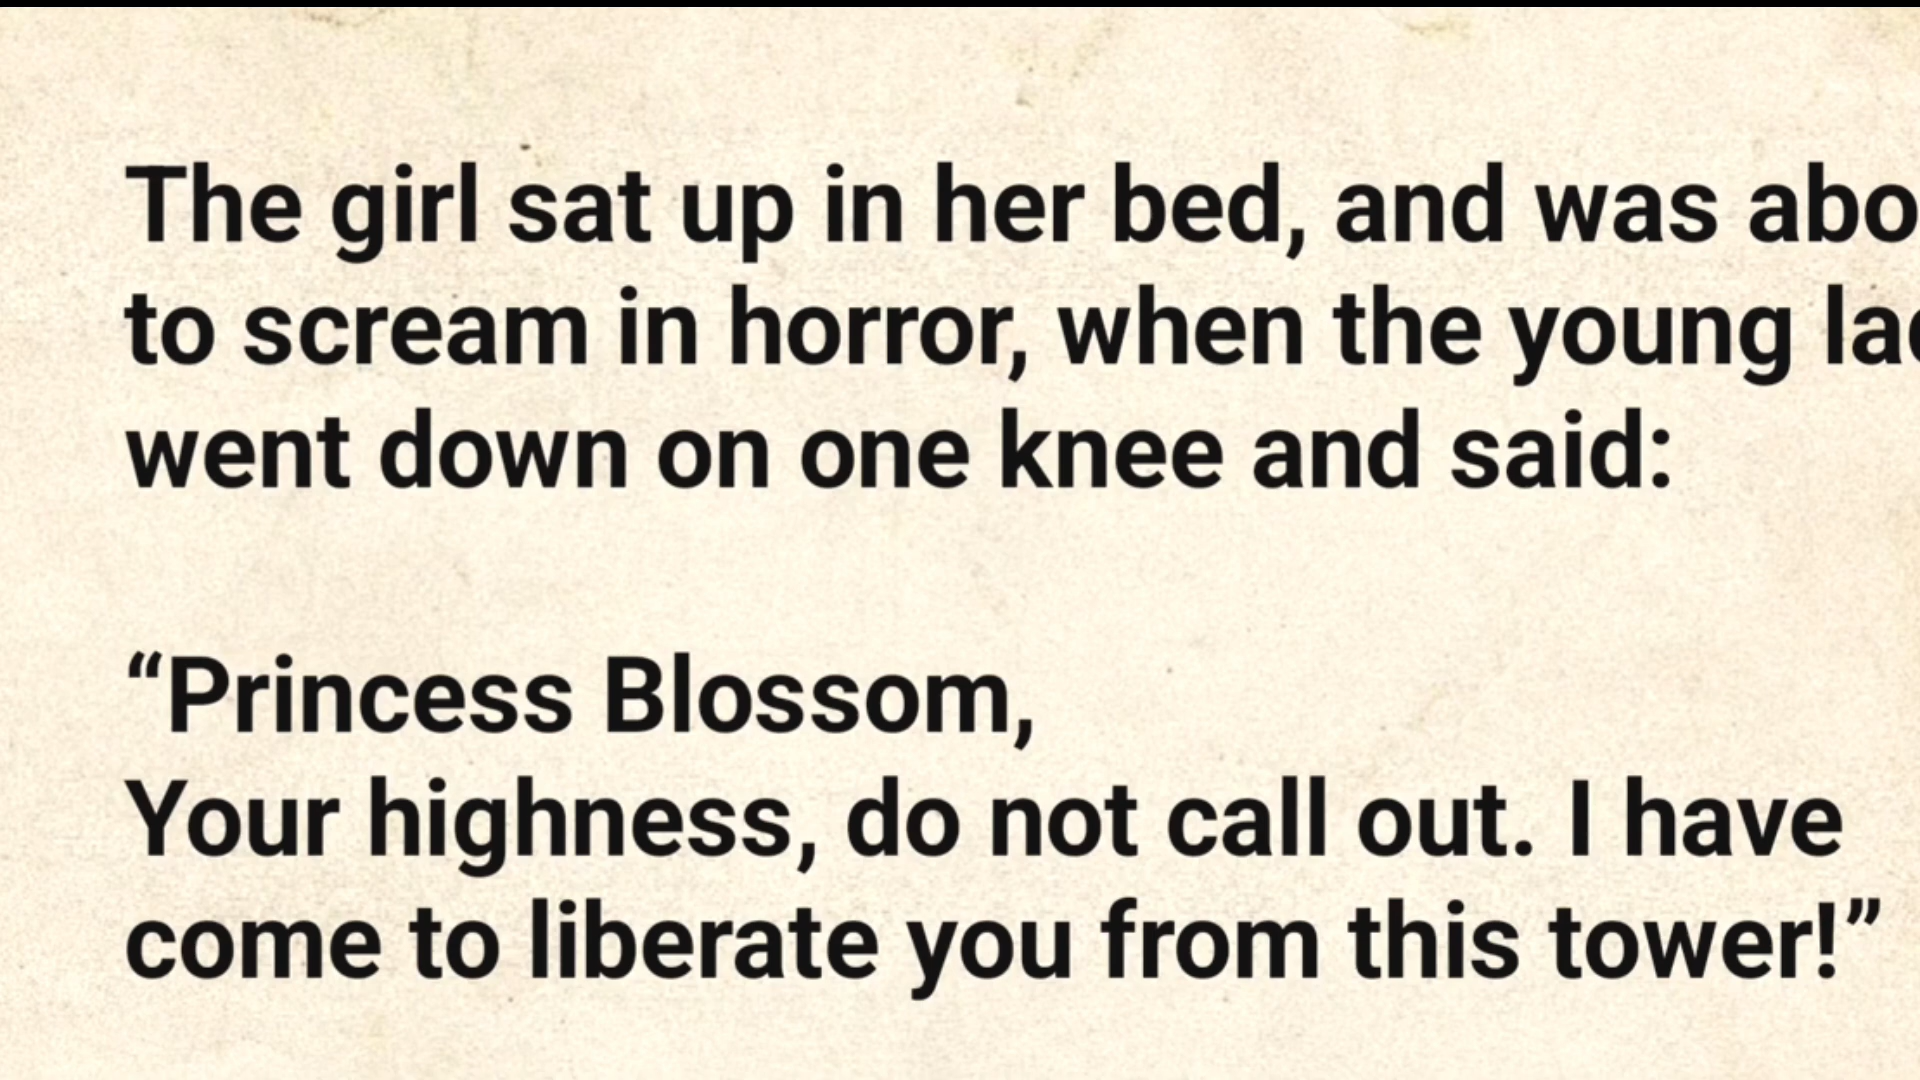 The girl sat up in her bed, and was abo
to scream in horror, when the young
went down on one knee and said:
“Princess Blossom,
Your highness, do not call out. I have
come to liberate you from this tower!”